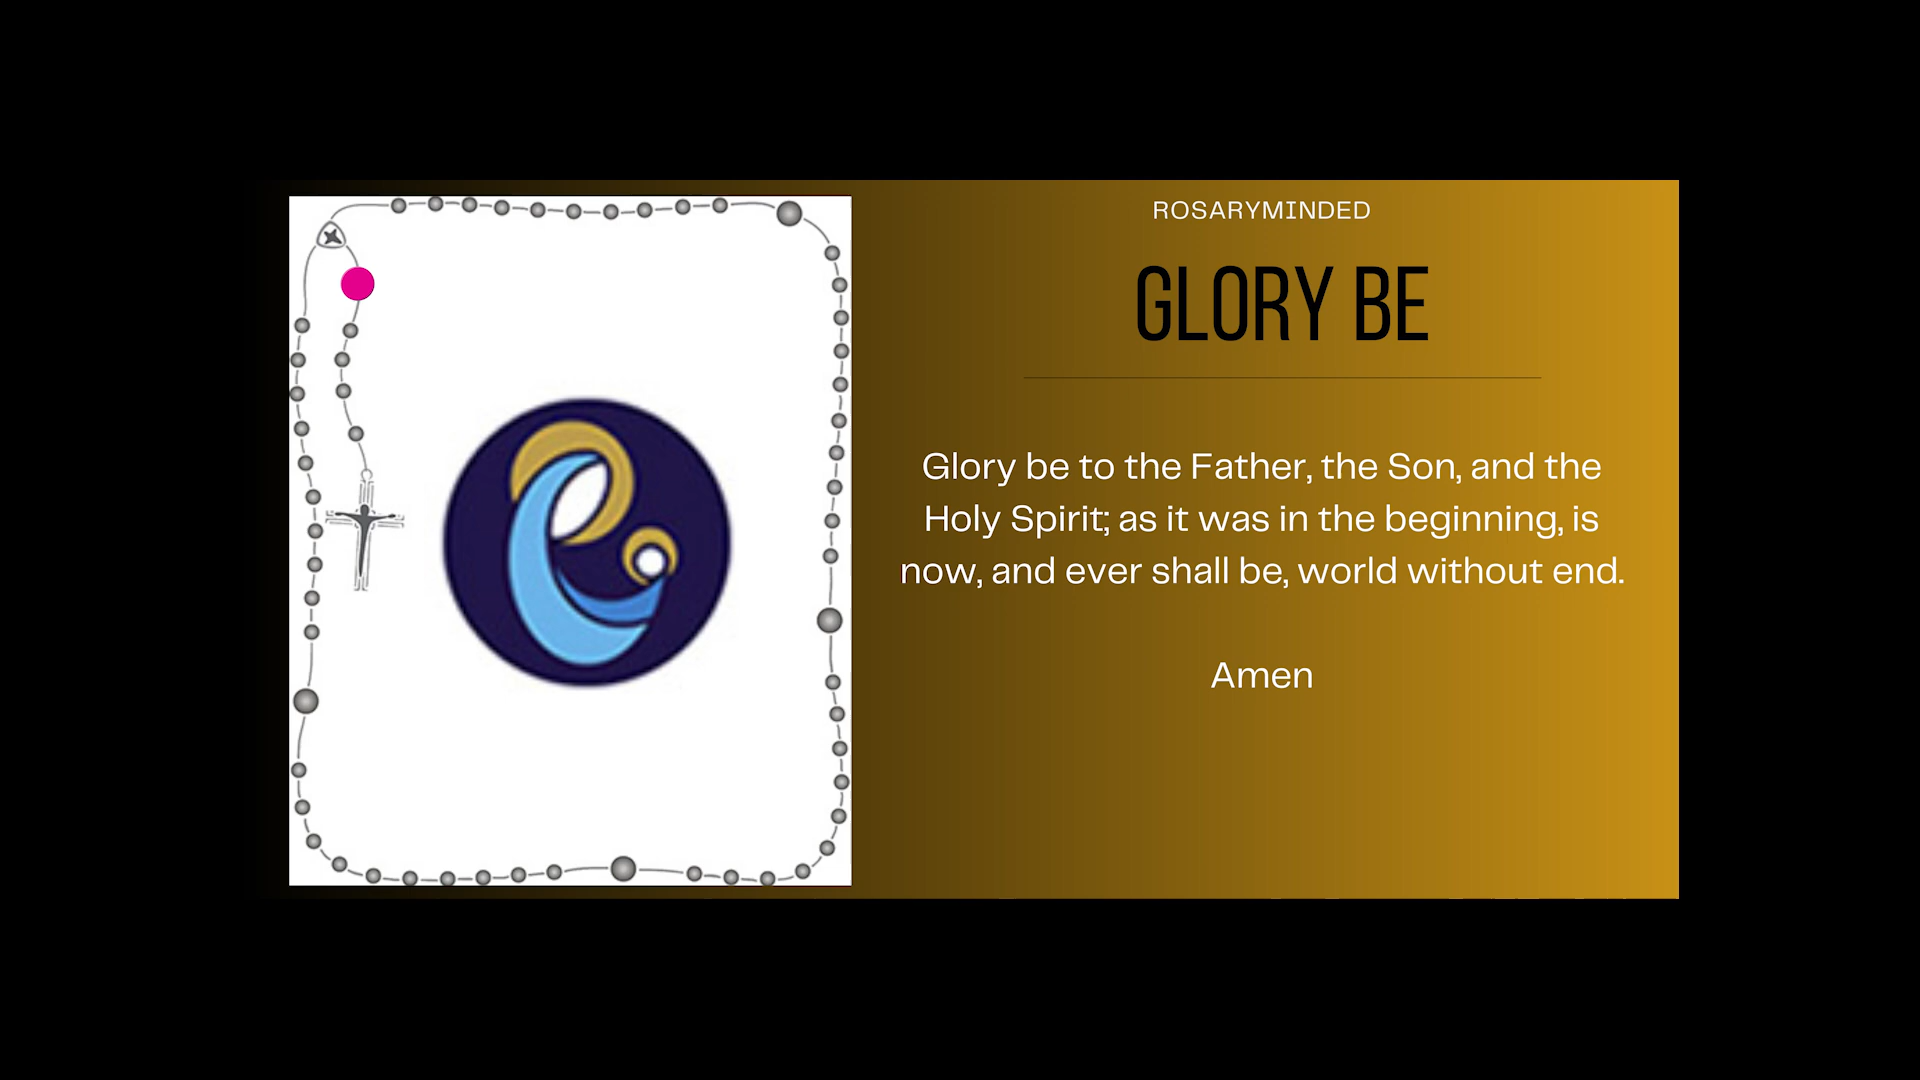 ROSARYMINDED
GLORY BE
Glory be to the Father, the Son, and the
Holy Spirit; as it was in the beginning, is
now, and ever shall be, world without end.
Amen